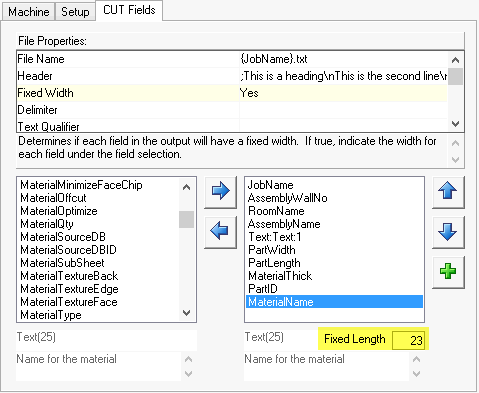 Machine Setup CUT Fields
File Properties:
File Name {JobName}.txt
Header ;This is a heading\nThis is the second line\r
Fixed Width Yes
Delimiter
Text Qualifier
Determines if each field in the output will have a fixed width. If true, indicate the width for
each field under the field selection.
MaterialMinimizeFaceChip
MaterialOffcut
MaterialOptimize
MaterialQty
MaterialSourceDB
MaterialSourceDBID
MaterialSubSheet
MaterialTextureBack
MaterialTextureEdge
MaterialTextureFace
MaterialType
Text(25)
Name for the material
JobName
AssemblyWallNo
RoomName
AssemblyName
Text:Text:1
PartWidth
PartLength
MaterialThick
PartID
MaterialName
Text(25) Fixed Length 23
Name for the material